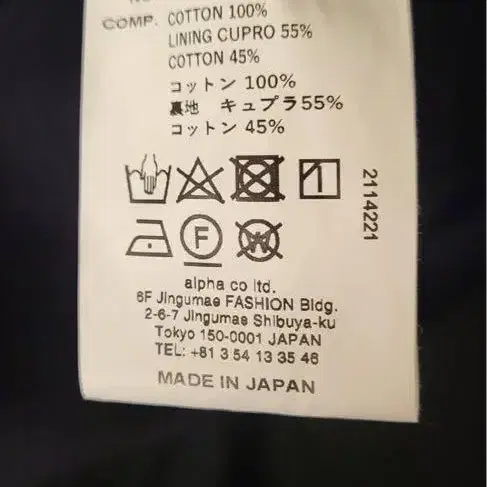 COMP. COTTON 100%
LINING CUPRO 55%
COTTON 45%
コットン 100%
裏地 キュプラ55%
コットン 45%
2114221
F
W
alpha co ltd.
6F Jingumae FASHION Bldg.
2-6-7 Jingumae Shibuya-ku
Tokyo 150-0001 JAPAN
TEL: +81 3 54 13 35 46
MADE IN JAPAN